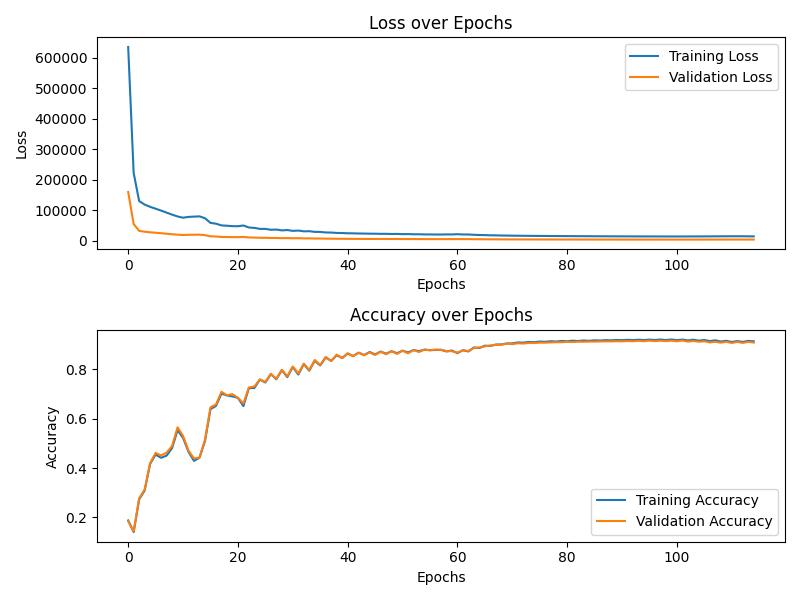 Loss over Epochs
600000
500000
400000
300000
200000
100000
0
Loss
Training Loss
Validation Loss
0 20 40 60 80 100
Epochs
Accuracy over Epochs
0.8
0.6
0.4
0.2
Accuracy
Training Accuracy
Validation Accuracy
0 20 40 60 80 100
Epochs